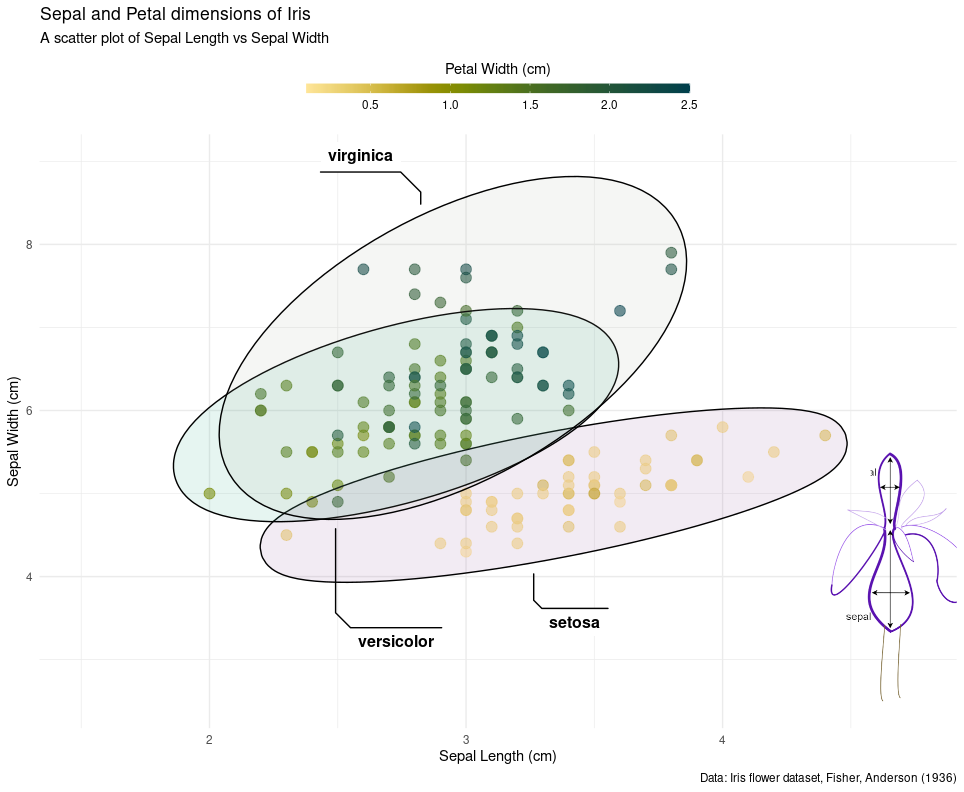 Sepal and Petal dimensions of Iris
A scatter plot of Sepal Length vs Sepal Width
Petal Width (cm)
0.5 1.0 1.5 2.0 2.5
virginica
8
6
4
Sepal Width (cm)
al
sepal
setosa
versicolor
2 3 4
Sepal Length (cm)
Data: Iris flower dataset, Fisher, Anderson (1936)